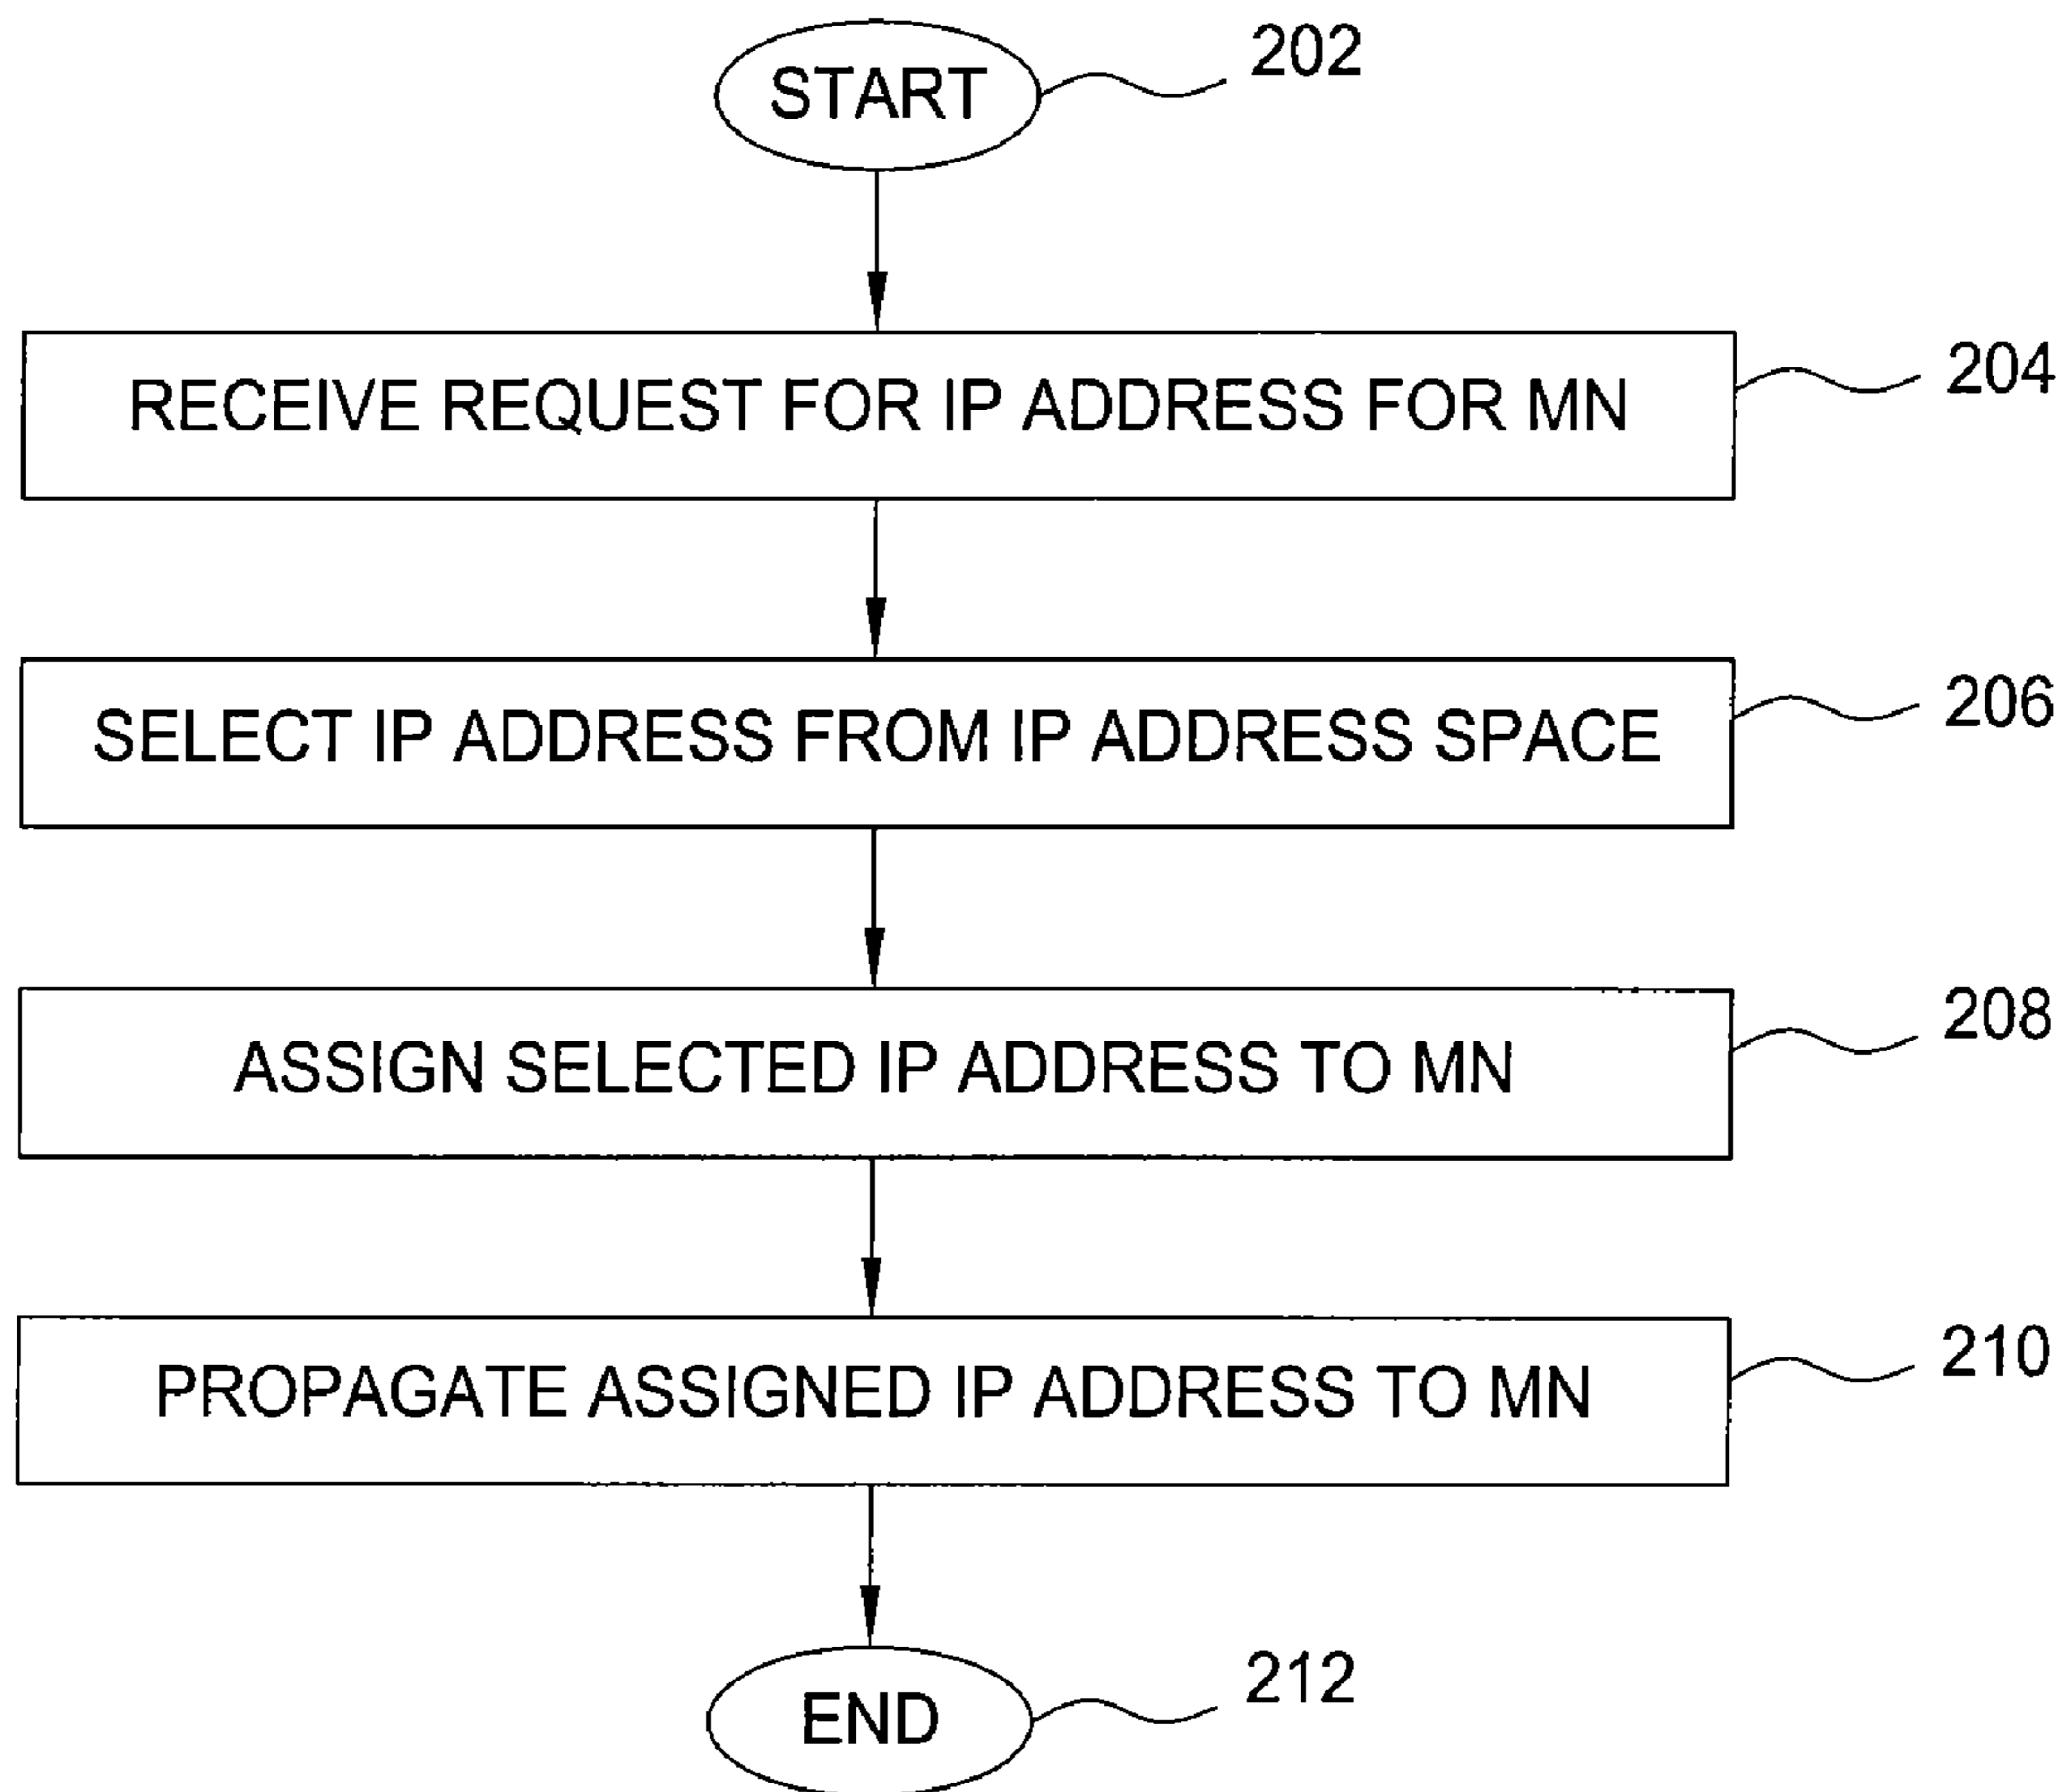 START 202
RECEIVE REQUEST FOR IP ADDRESS FOR MN 204
SELECT IP ADDRESS FROM IP ADDRESS SPACE 206
ASSIGN SELECTED IP ADDRESS TO MN 208
PROPAGATE ASSIGNED IP ADDRESS TO MN 210
END 212